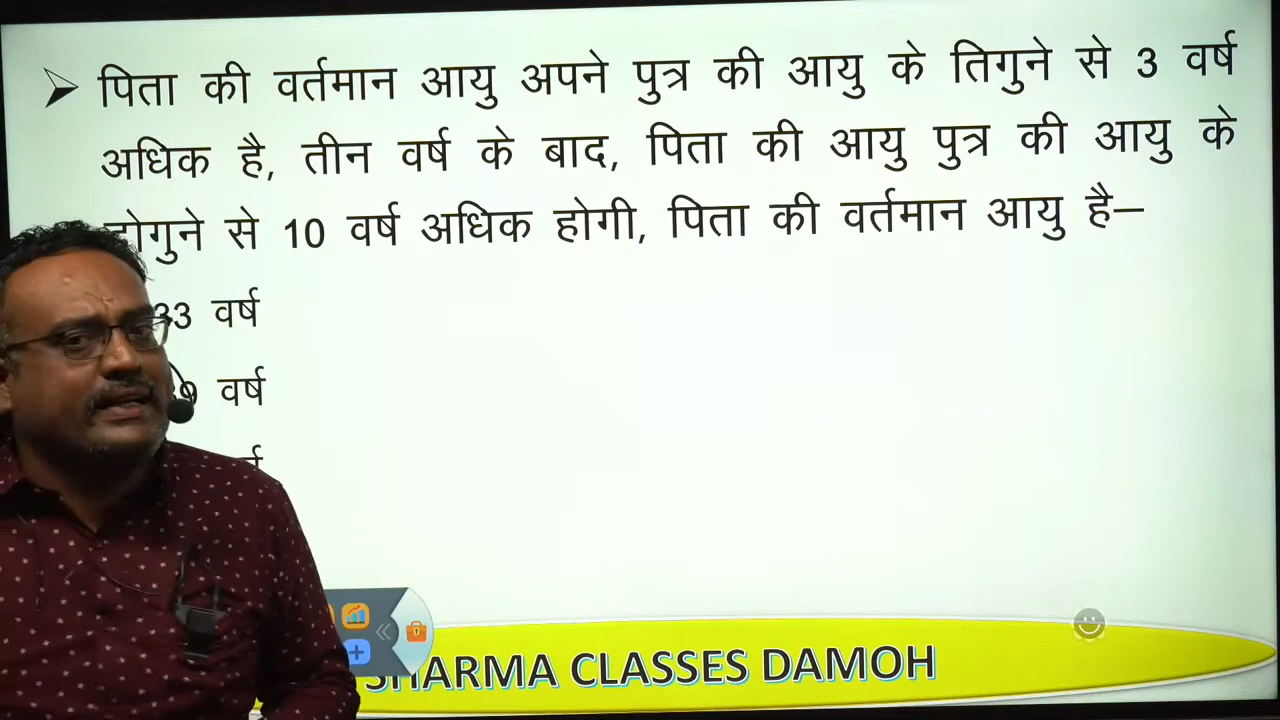 ➢ पिता की वर्तमान आयु अपने पुत्र की आयु के तिगुने से 3 वर्ष
अधिक है, तीन वर्ष के बाद, पिता की आयु पुत्र की आयु के
से 10 वर्ष अधिक होगी, पिता की वर्तमान आयु है–
33 वर्ष
वर्ष
SHARMA CLASSES DAMOH